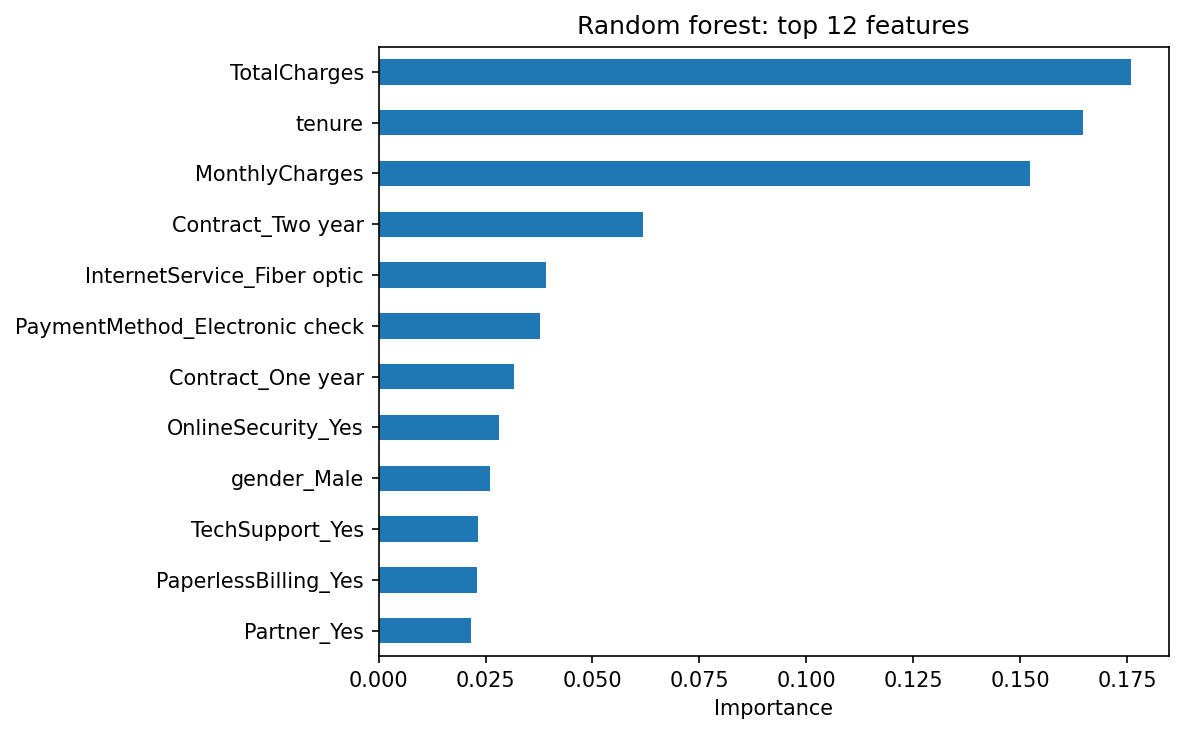 Random forest: top 12 features
TotalCharges
tenure
MonthlyCharges
Contract_Two year
InternetService_Fiber optic
PaymentMethod_Electronic check
Contract_One year
OnlineSecurity_Yes
gender_Male
TechSupport_Yes
PaperlessBilling_Yes
Partner_Yes
0.000 0.025 0.050 0.075 0.100 0.125 0.150 0.175
Importance